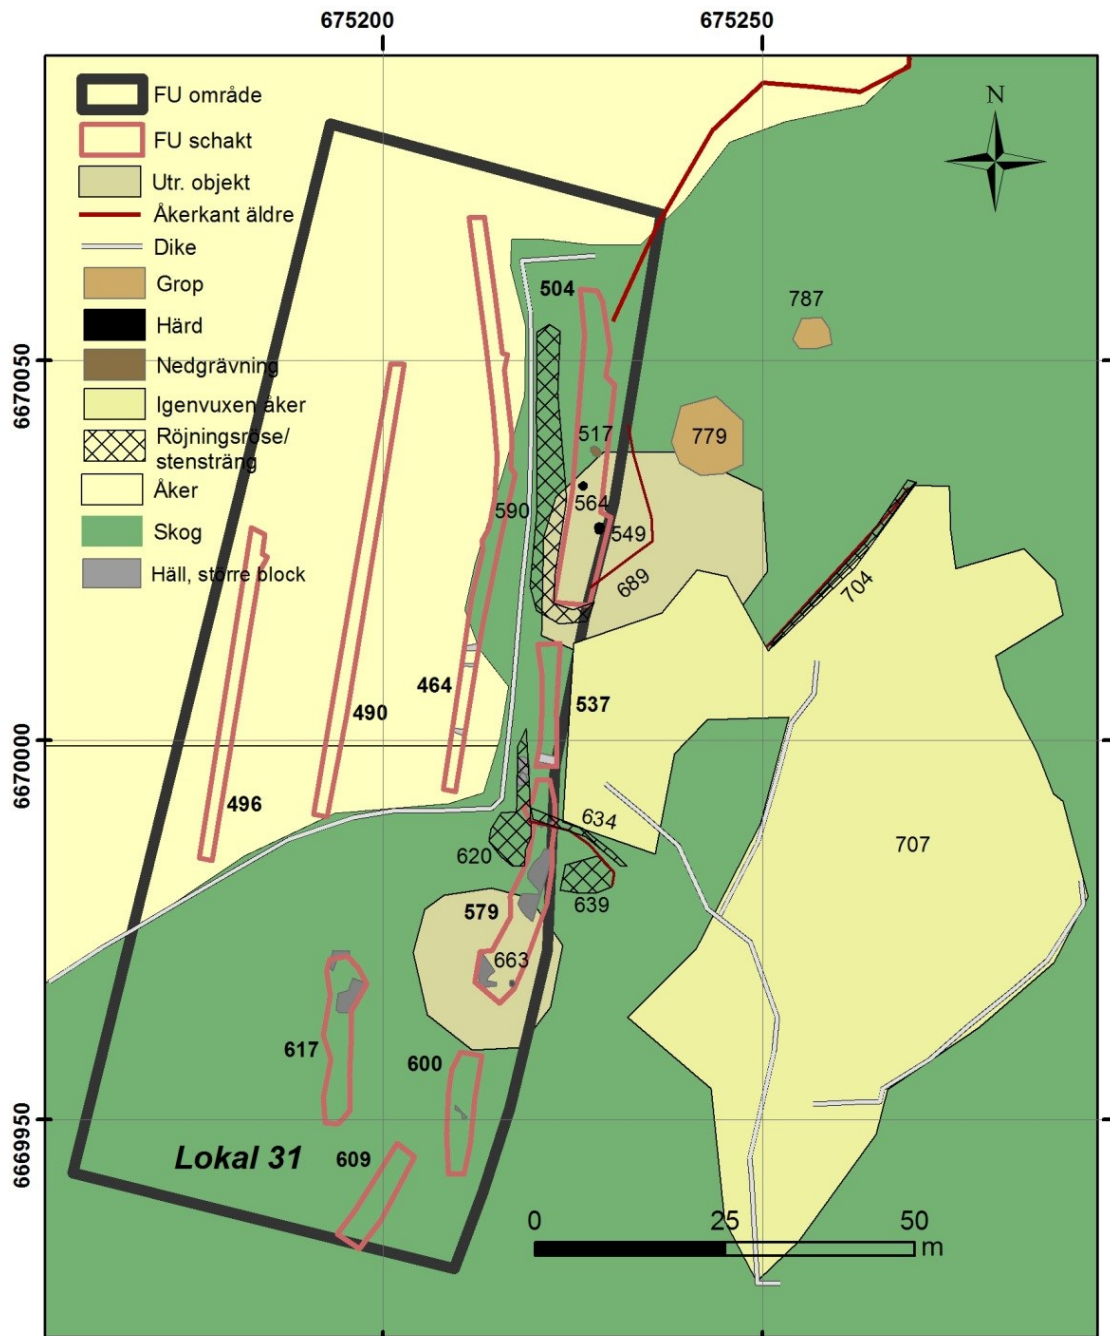 675200
675250
N
FU område
FU schakt
Utr. objekt
Åkerkant äldre
Dike
Grop
Härd
Nedgrävning
Igenvuxen åker
Röjningsröse/
stensträng
Åker
Skog
Häll, större block
6670050
6670000
6669950
504
787
517
779
564
590
549
689
704
464
490
537
496
634
620
707
639
579
663
617
600
609
Lokal 31
0
25
50
m